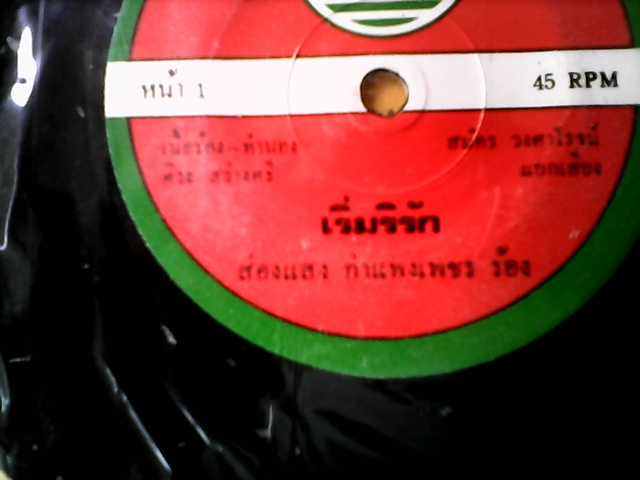 หน้า 1
45 RPM
เนื้อร้อง-ทำนอง
สมัคร วงศาโรจน์
สว่างศรี
แยกเสียง
เริ่มริรัก
ส่องแสง กำแพงเพชร ร้อง